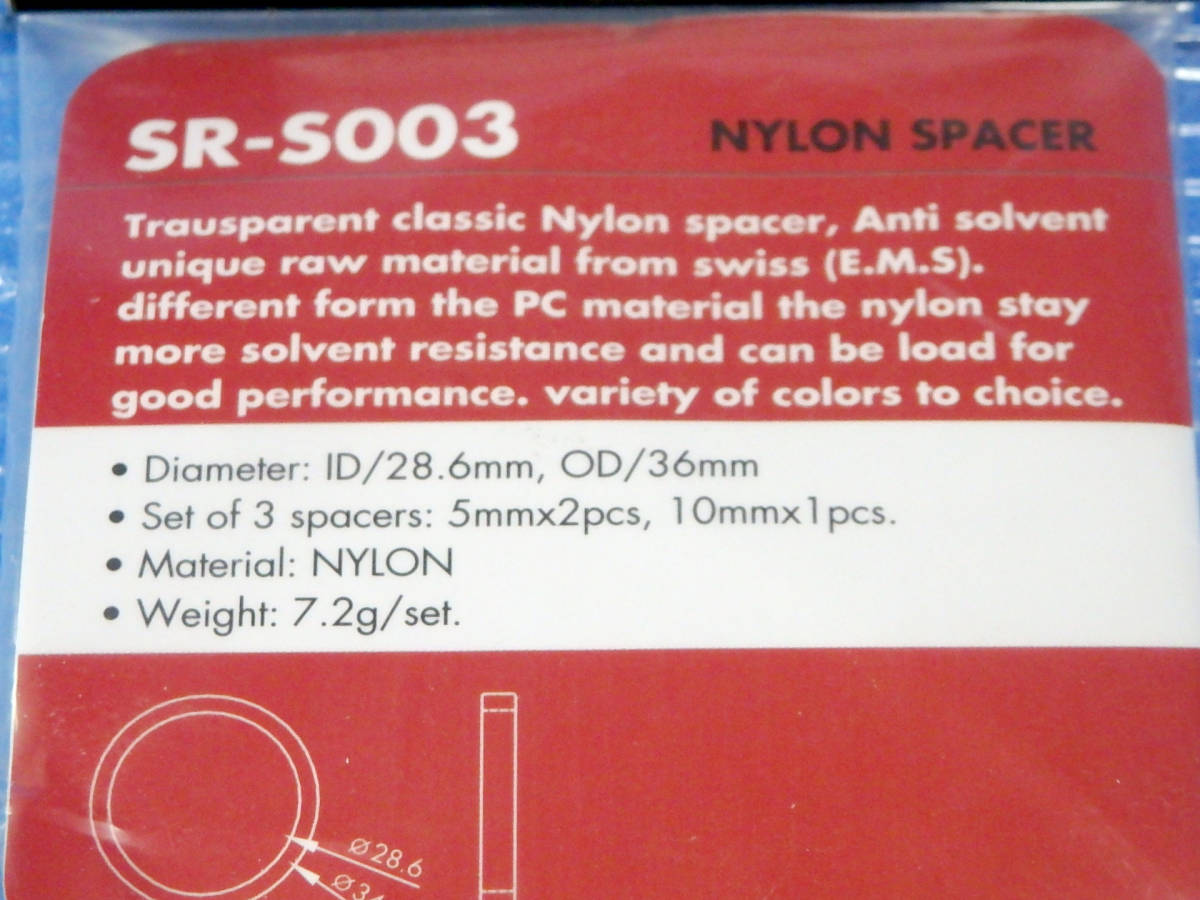 SR-S003
NYLON SPACER
Trausparent classic Nylon spacer, Anti solvent
unique raw material from swiss (E.M.S).
different form the PC material the nylon stay
more solvent resistance and can be load for
good performance. variety of colors to choice.
• Diameter: ID/28.6mm, OD/36mm
• Set of 3 spacers: 5mmx2pcs, 10mmx1pcs.
• Material: NYLON
• Weight: 7.2g/set.
Ø28.6